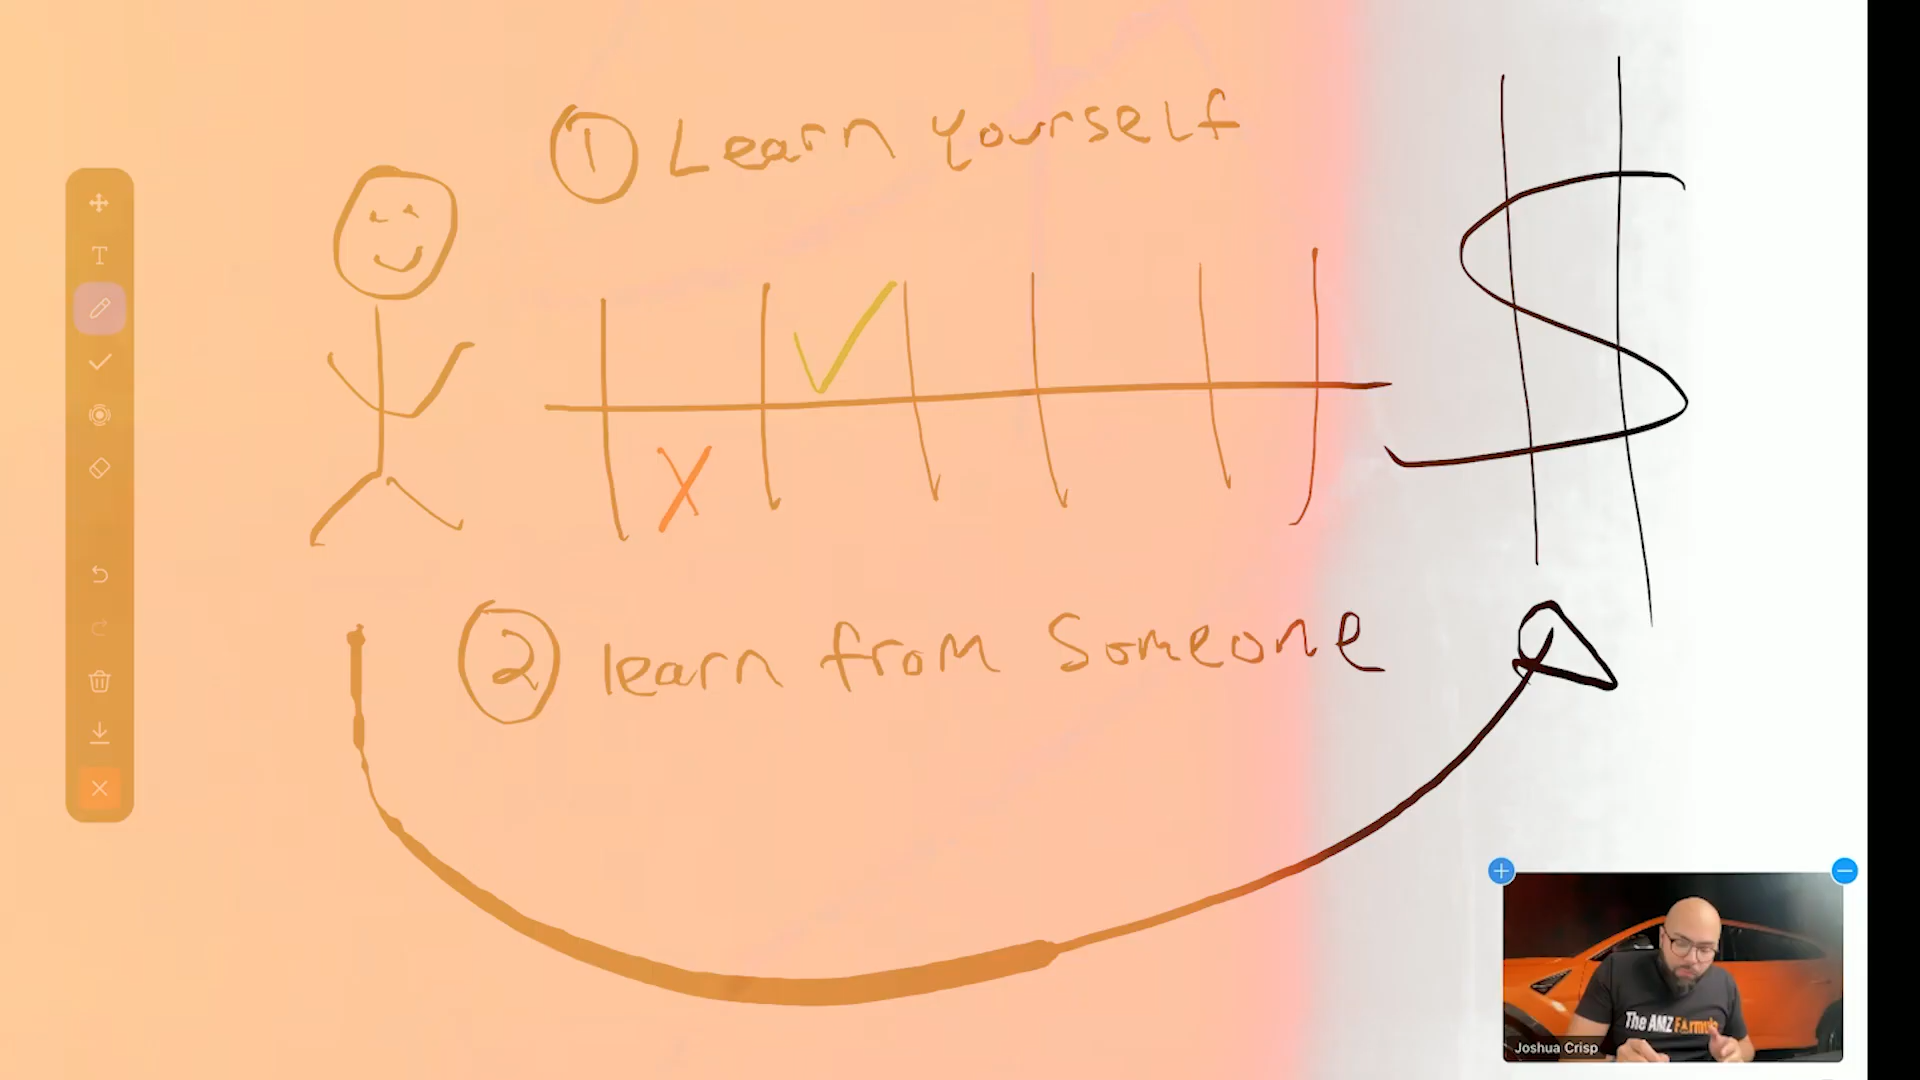 1 Learn yourself
$
2 learn from Someone
The AMZ Formula
Joshua Crisp
T